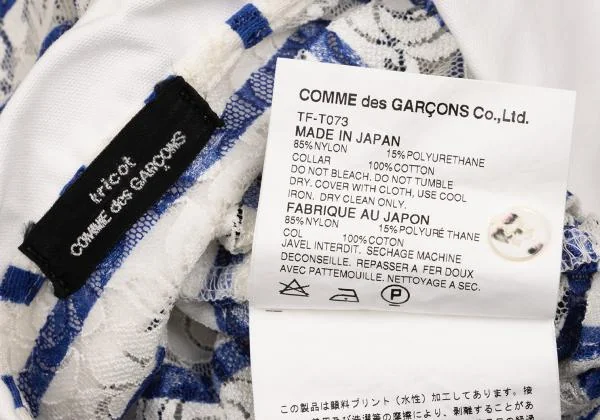 tricot
COMME des GARÇONS
COMME des GARÇONS Co.,Ltd.
TF-T073
MADE IN JAPAN
85%NYLON 15%POLYURETHANE
COLLAR 100%COTTON
DO NOT BLEACH. DO NOT TUMBLE
DRY. COVER WITH CLOTH, USE COOL
IRON. DRY CLEAN ONLY.
FABRIQUE AU JAPON
85%NYLON 15%POLYURÉ THANE
COL 100%COTON
JAVEL INTERDIT. SECHAGE MACHINE
DECONSEILLE. REPASSER A FER DOUX
AVEC PATTEMOUILLE. NETTOYAGE A SEC.
P
この製品は顔料プリント（水性）加工してあります。接